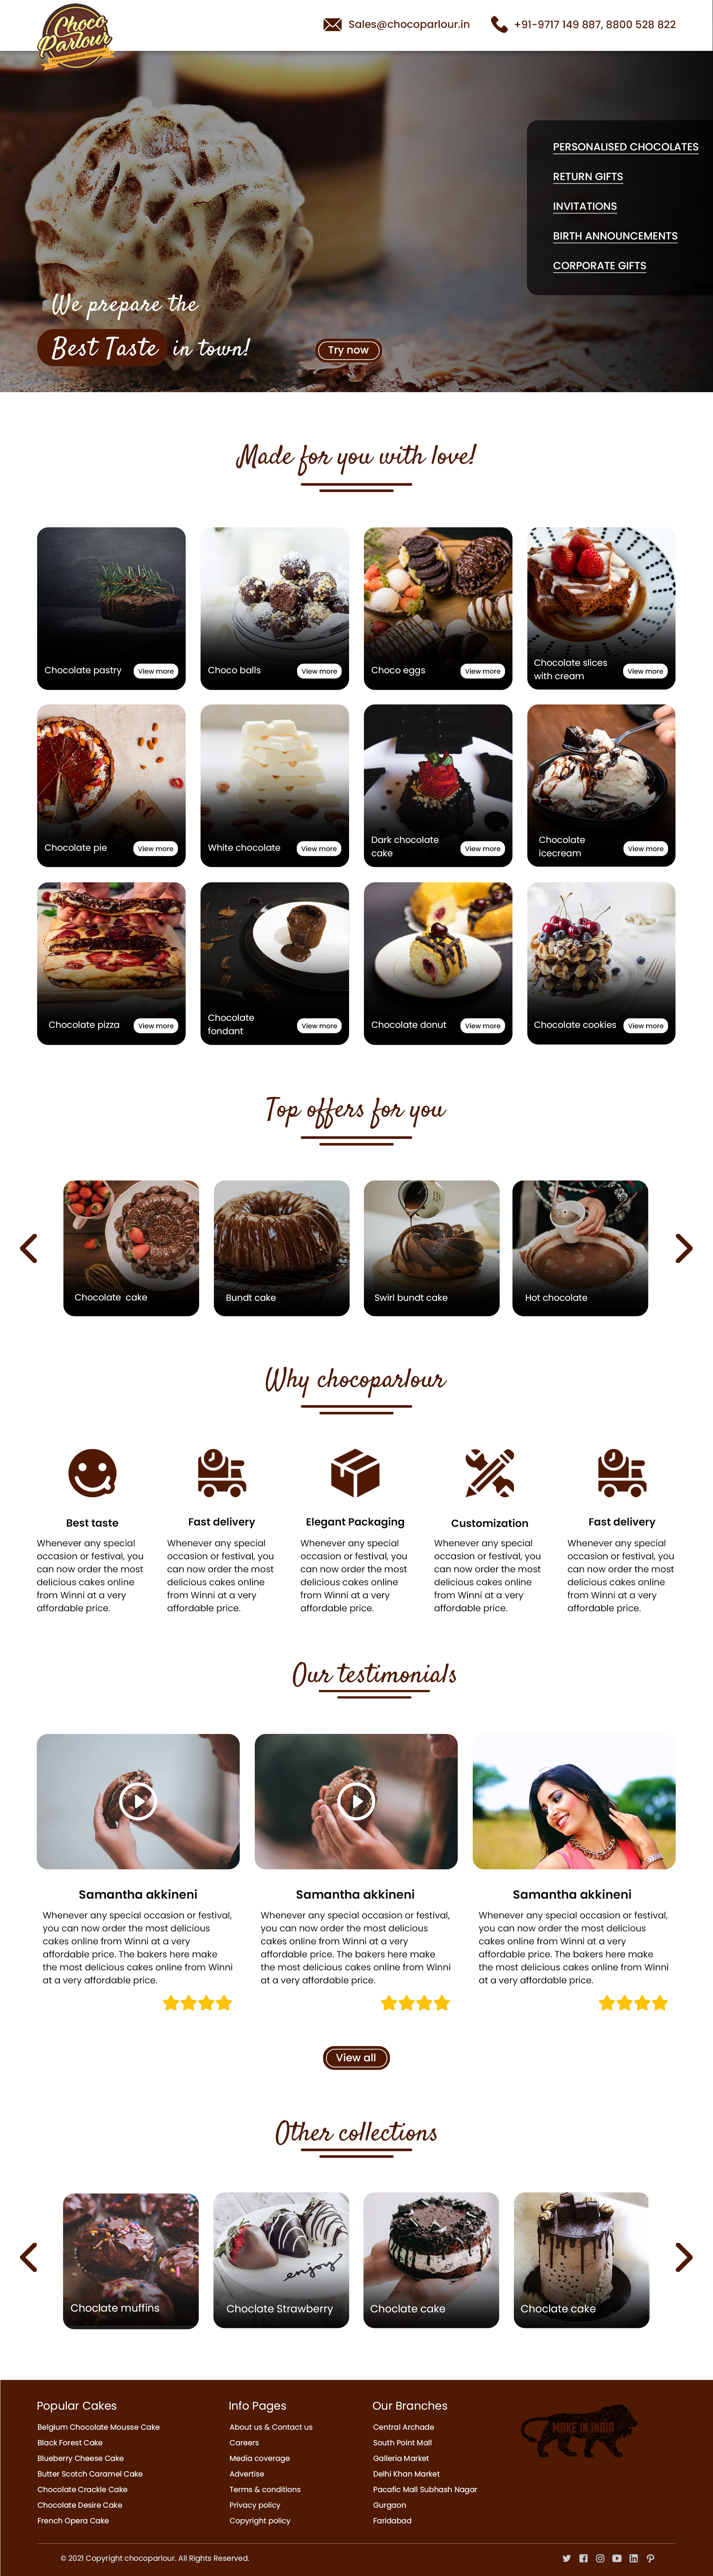 Choco
Parlour
Sales@chocoparlour.in
+91-9717 149 887, 8800 528 822
PERSONALISED CHOCOLATES
RETURN GIFTS
INVITATIONS
BIRTH ANNOUNCEMENTS
CORPORATE GIFTS
We prepare the
Best Taste in town!
Try now
Made for you with love!
Chocolate pastry
View more
Choco balls
View more
Choco eggs
View more
Chocolate slices
with cream
View more
Chocolate pie
View more
White chocolate
View more
Dark chocolate
cake
View more
Chocolate
icecream
View more
Chocolate pizza
View more
Chocolate
fondant
View more
Chocolate donut
View more
Chocolate cookies
View more
Top offers for you
Chocolate cake
Bundt cake
Swirl bundt cake
Hot chocolate
Why chocoparlour
Best taste
Whenever any special
occasion or festival, you
can now order the most
delicious cakes online
from Winni at a very
affordable price.
Fast delivery
Whenever any special
occasion or festival, you
can now order the most
delicious cakes online
from Winni at a very
affordable price.
Elegant Packaging
Whenever any special
occasion or festival, you
can now order the most
delicious cakes online
from Winni at a very
affordable price.
Customization
Whenever any special
occasion or festival, you
can now order the most
delicious cakes online
from Winni at a very
affordable price.
Fast delivery
Whenever any special
occasion or festival, you
can now order the most
delicious cakes online
from Winni at a very
affordable price.
Our testimonials
Samantha akkineni
Whenever any special occasion or festival,
you can now order the most delicious
cakes online from Winni at a very
affordable price. The bakers here make
the most delicious cakes online from Winni
at a very affordable price.
Samantha akkineni
Whenever any special occasion or festival,
you can now order the most delicious
cakes online from Winni at a very
affordable price. The bakers here make
the most delicious cakes online from Winni
at a very affordable price.
Samantha akkineni
Whenever any special occasion or festival,
you can now order the most delicious
cakes online from Winni at a very
affordable price. The bakers here make
the most delicious cakes online from Winni
at a very affordable price.
View all
Other collections
Choclate muffins
enjoy
Choclate Strawberry
Choclate cake
Choclate cake
Popular Cakes
Belgium Chocolate Mousse Cake
Black Forest Cake
Blueberry Cheese Cake
Butter Scotch Caramel Cake
Chocolate Crackle Cake
Chocolate Desire Cake
French Opera Cake
Info Pages
About us & Contact us
Careers
Media coverage
Advertise
Terms & conditions
Privacy policy
Copyright policy
Our Branches
Central Archade
South Point Mall
Galleria Market
Delhi Khan Market
Pacafic Mall Subhash Nagar
Gurgaon
Faridabad
MAKE IN INDIA
© 2021 Copyright chocoparlour. All Rights Reserved.